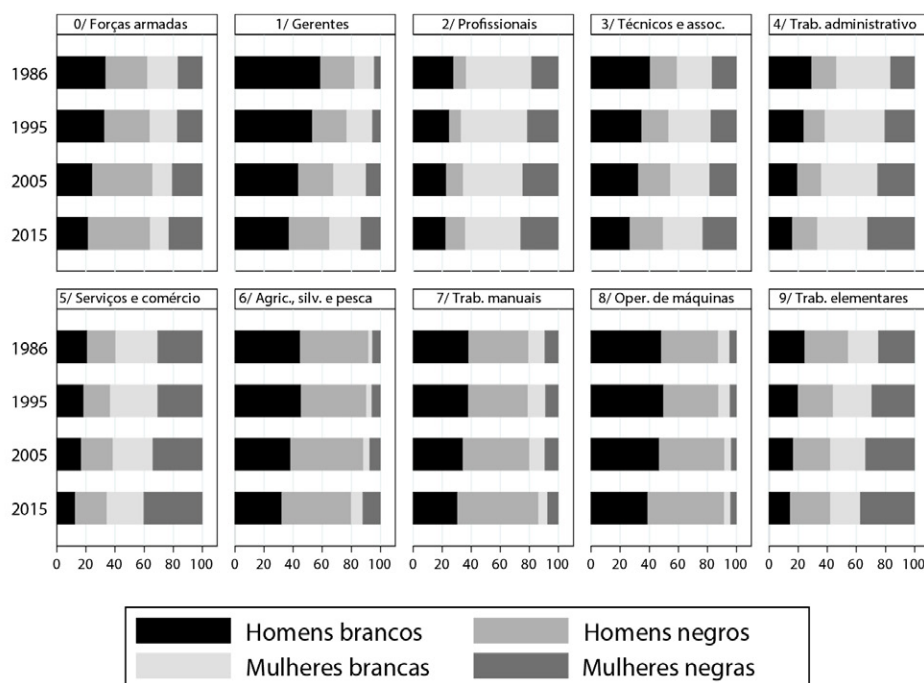 0/ Forças armadas 1/ Gerentes 2/ Profissionais 3/ Técnicos e assoc. 4/ Trab. administrativo
1986
1995
2005
2015
5/ Serviços e comércio 6/ Agric., silv. e pesca 7/ Trab. manuais 8/ Oper. de máquinas 9/ Trab. elementares
1986
1995
2005
2015
0 20 40 60 80 100 0 20 40 60 80 100 0 20 40 60 80 100 0 20 40 60 80 100 0 20 40 60 80 100
Homens brancos Homens negros
Mulheres brancas Mulheres negras